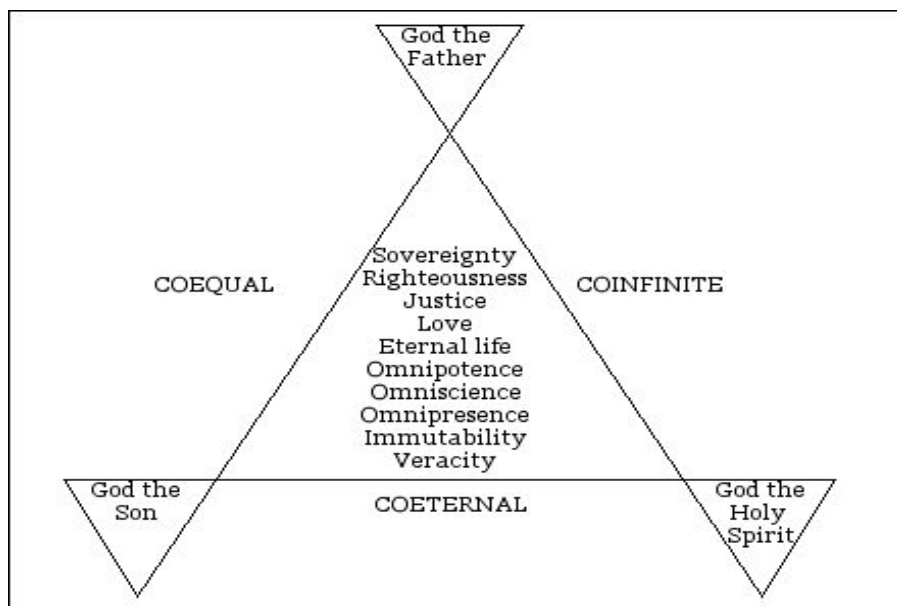 God the
Father
COEQUAL
COINFINITE
Sovereignty
Righteousness
Justice
Love
Eternal life
Omnipotence
Omniscience
Omnipresence
Immutability
Veracity
God the
Son
COETERNAL
God the
Holy
Spirit